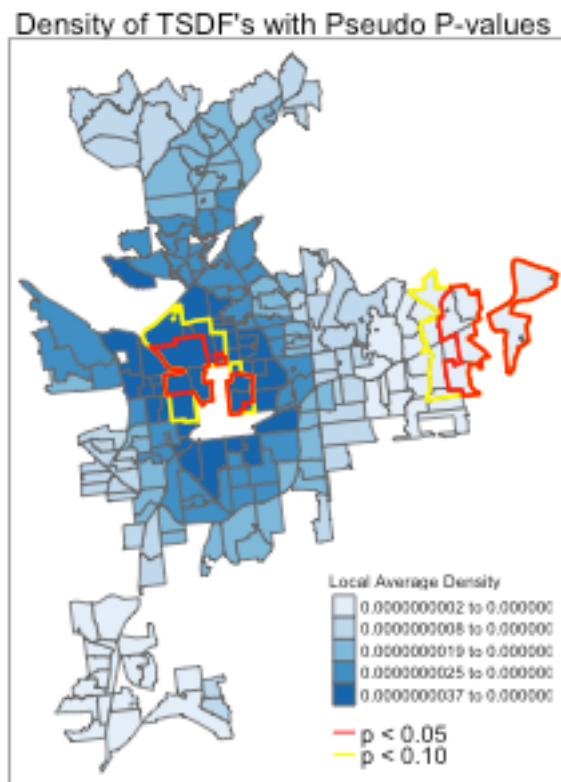 Density of TSDF's with Pseudo P-values
Local Average Density
0.0000000002 to 0.000000
0.0000000008 to 0.000000
0.0000000019 to 0.000000
0.0000000025 to 0.000000
0.0000000037 to 0.000000
p < 0.05
p < 0.10